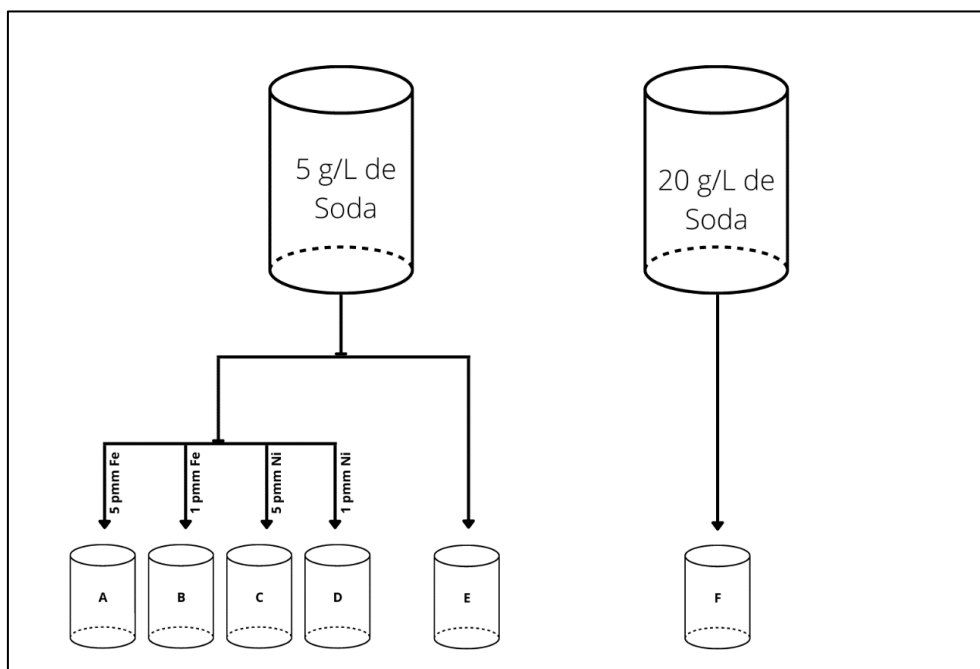 5 g/L de
Soda
20 g/L de
Soda
5 pmm Fe
1 pmm Fe
5 pmm Ni
1 pmm Ni
A
B
C
D
E
F